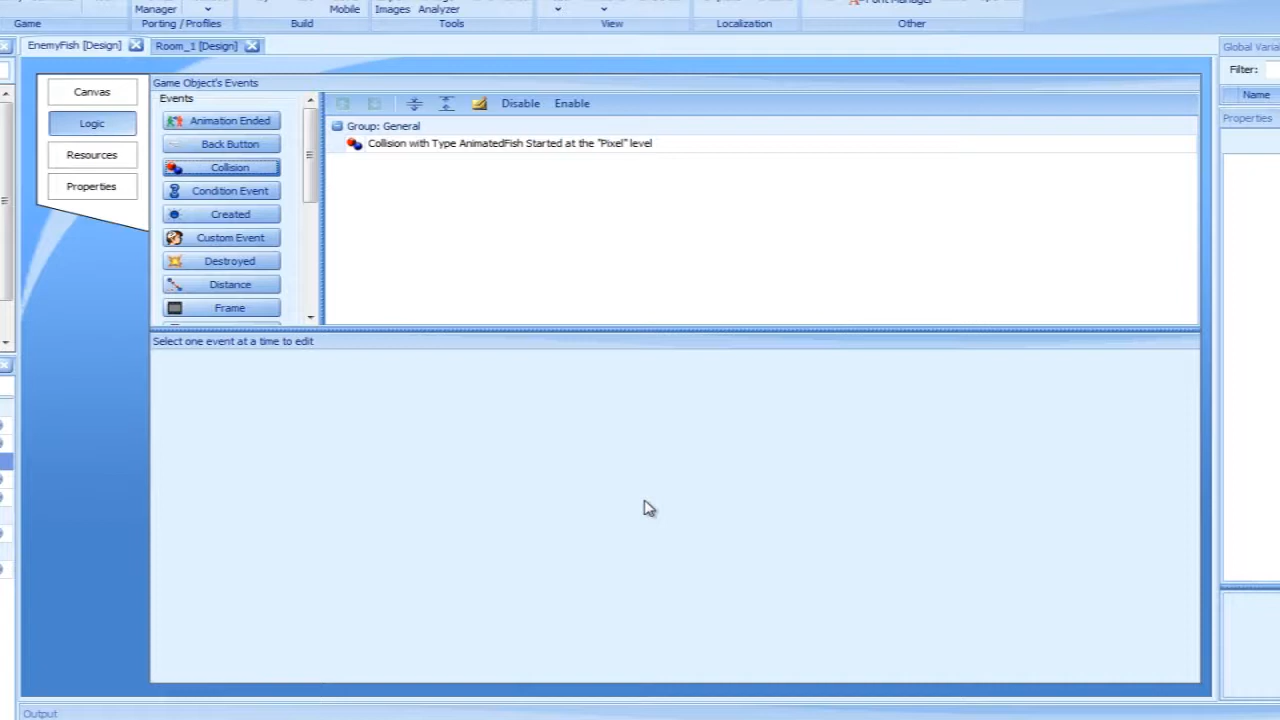 Manager
Mobile
Images
Analyzer
Game
Porting / Profiles
Build
Tools
View
Localization
Other
EnemyFish [Design]
Room_1 [Design]
Canvas
Logic
Resources
Properties
Game Object's Events
Events
Animation Ended
Back Button
Collision
Condition Event
Created
Custom Event
Destroyed
Distance
Frame
Disable
Enable
Group: General
Collision with Type AnimatedFish Started at the "Pixel" level
Select one event at a time to edit
Global Varia
Filter:
Name
Properties
Output